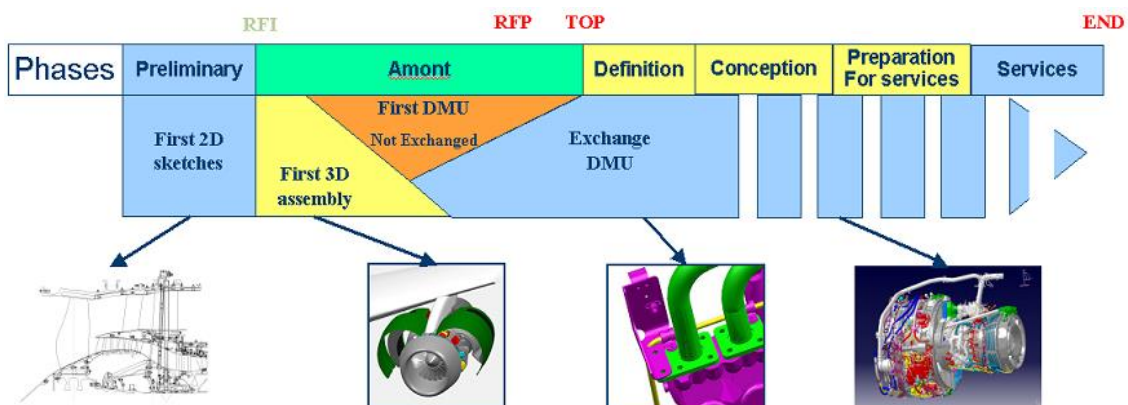 RFI
RFP TOP
END
Phases
Preliminary
Amont
Definition
Conception
Preparation
For services
Services
First 2D
sketches
First 3D
assembly
First DMU
Not Exchanged
Exchange
DMU